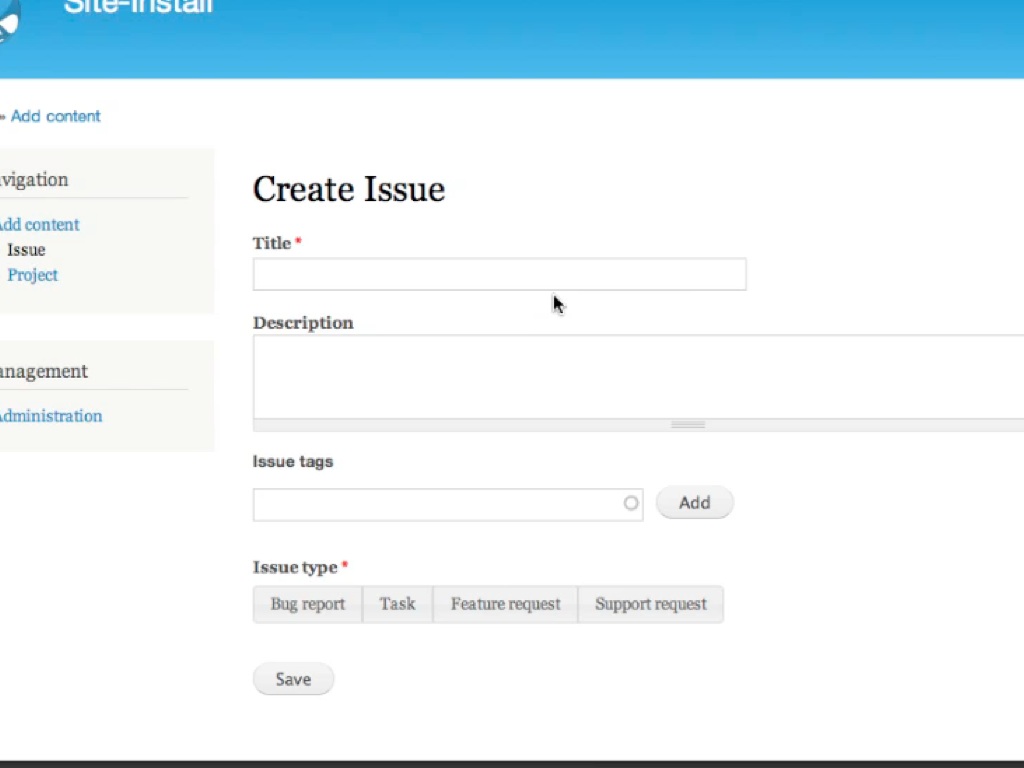 Site-Install
» Add content
vigation
Add content
Issue
Project
anagement
Administration
Create Issue
Title *
Description
Issue tags
Add
Issue type *
Bug report Task Feature request Support request
Save